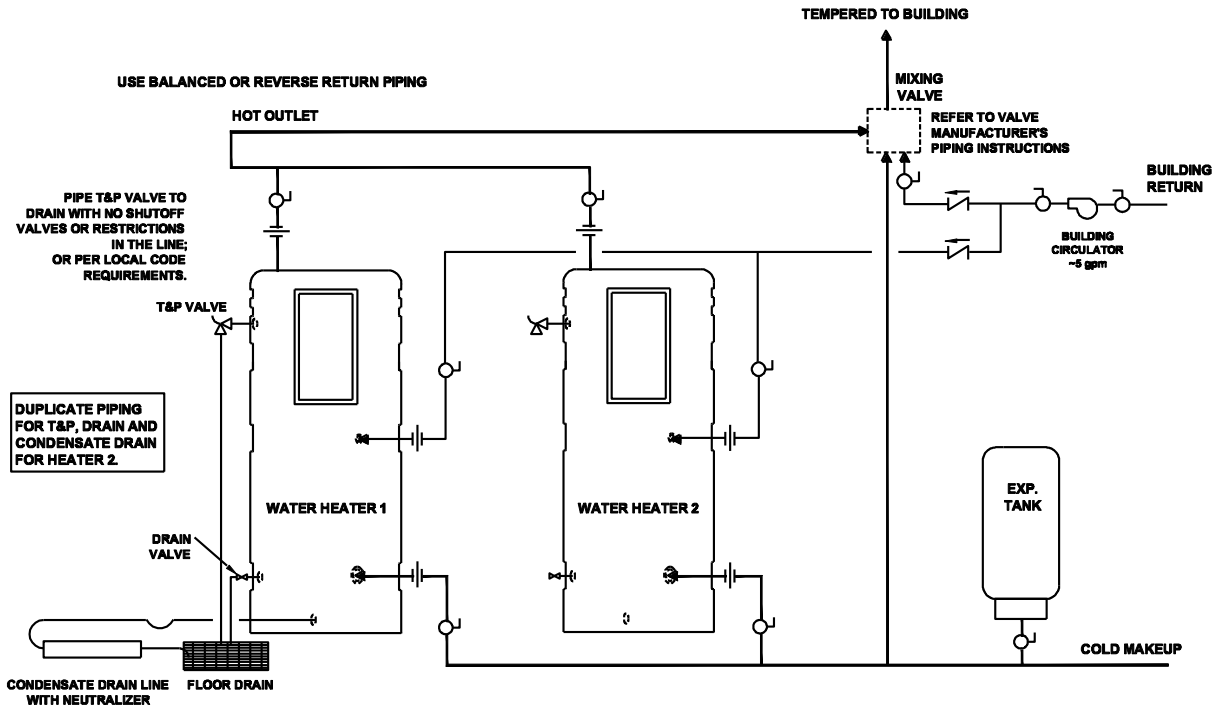 TEMPERED TO BUILDING
USE BALANCED OR REVERSE RETURN PIPING
MIXING
VALVE
HOT OUTLET
REFER TO VALVE
MANUFACTURER'S
PIPING INSTRUCTIONS
BUILDING
RETURN
PIPE T&P VALVE TO
DRAIN WITH NO SHUTOFF
VALVES OR RESTRICTIONS
IN THE LINE;
OR PER LOCAL CODE
REQUIREMENTS.
BUILDING
CIRCULATOR
~5 gpm
T&P VALVE
DUPLICATE PIPING
FOR T&P, DRAIN AND
CONDENSATE DRAIN
FOR HEATER 2.
WATER HEATER 1
WATER HEATER 2
EXP.
TANK
DRAIN
VALVE
COLD MAKEUP
CONDENSATE DRAIN LINE
WITH NEUTRALIZER
FLOOR DRAIN